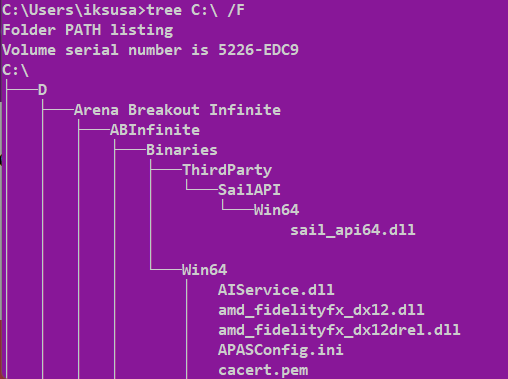 C:\Users\iksusa>tree C:\ /F
Folder PATH listing
Volume serial number is 5226-EDC9
C:\
├───D
│   ├───Arena Breakout Infinite
│   │   ├───ABInfinite
│   │   │   ├───Binaries
│   │   │   │   ├───ThirdParty
│   │   │   │   │   └───SailAPI
│   │   │   │   │       └───Win64
│   │   │   │   │               sail_api64.dll
│   │   │   │   │
│   │   │   │   └───Win64
│   │   │   │       │   AIService.dll
│   │   │   │       │   amd_fidelityfx_dx12.dll
│   │   │   │       │   amd_fidelityfx_dx12drel.dll
│   │   │   │       │   APASConfig.ini
│   │   │   │       │   cacert.pem